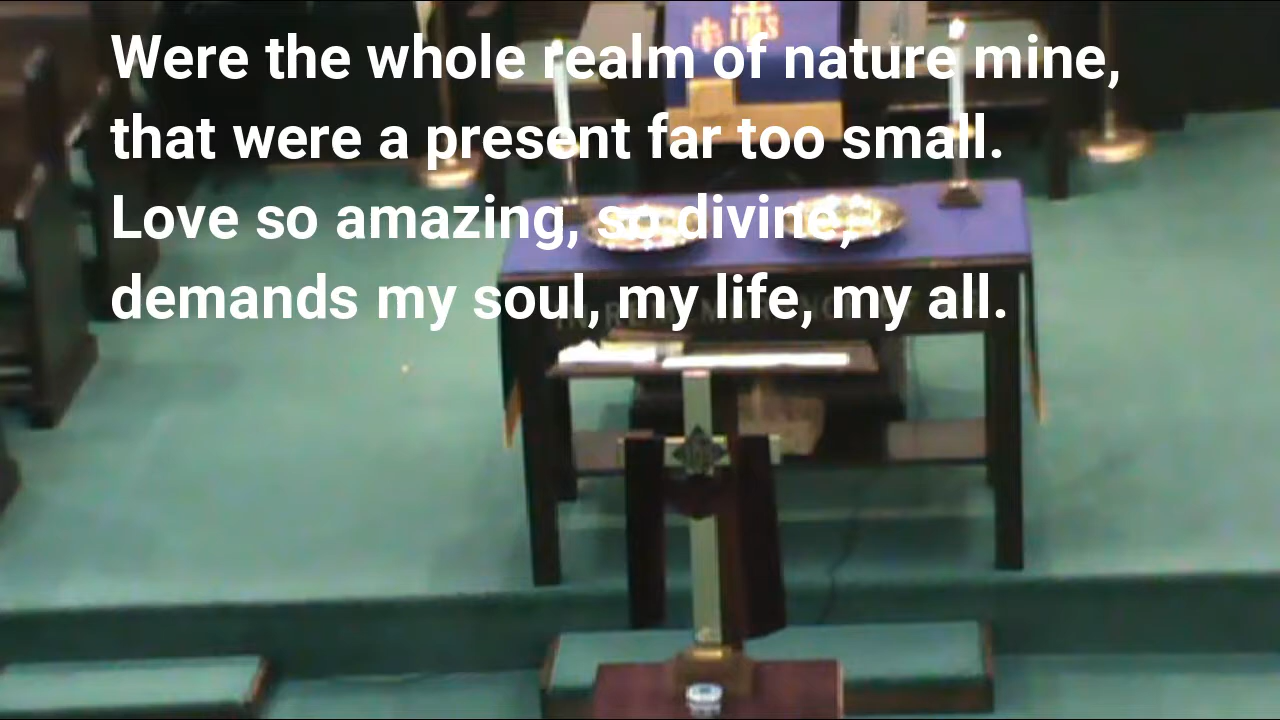 Were the whole realm of nature mine,
that were a present far too small.
Love so amazing, so divine,
demands my soul, my life, my all.